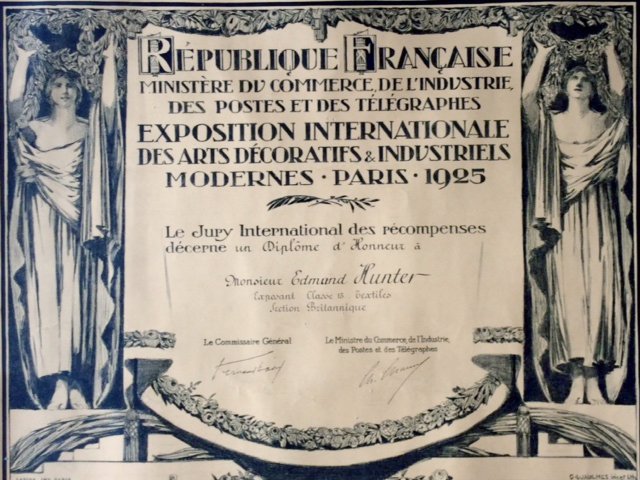 République Française
Ministère du Commerce, de l'Industrie,
des Postes et des Télégraphes
Exposition Internationale
des Arts Décoratifs & Industriels
Modernes · Paris · 1925
Le Jury International des récompenses
décerne un Diplôme d'Honneur à
Monsieur Edmund Hunter
Exposant Classe 13 Textiles
Section Britannique
Le Commissaire Général
Le Ministre du Commerce, de l'Industrie,
des Postes et des Télégraphes